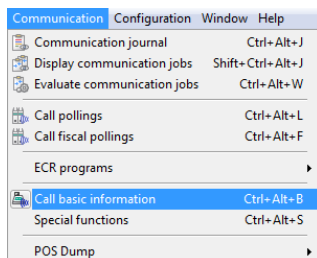 Communication Configuration Window Help
Communication journal Ctrl+Alt+J
Display communication jobs Shift+Ctrl+Alt+J
Evaluate communication jobs Ctrl+Alt+W
Call pollings Ctrl+Alt+L
Call fiscal pollings Ctrl+Alt+F
ECR programs
Call basic information Ctrl+Alt+B
Special functions Ctrl+Alt+S
POS Dump